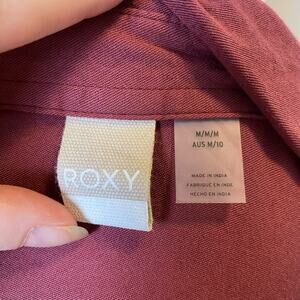 ROXY
M/M/M
AUS M/10
MADE IN INDIA
FABRIQUÉ EN INDE
HECHO EN INDIA